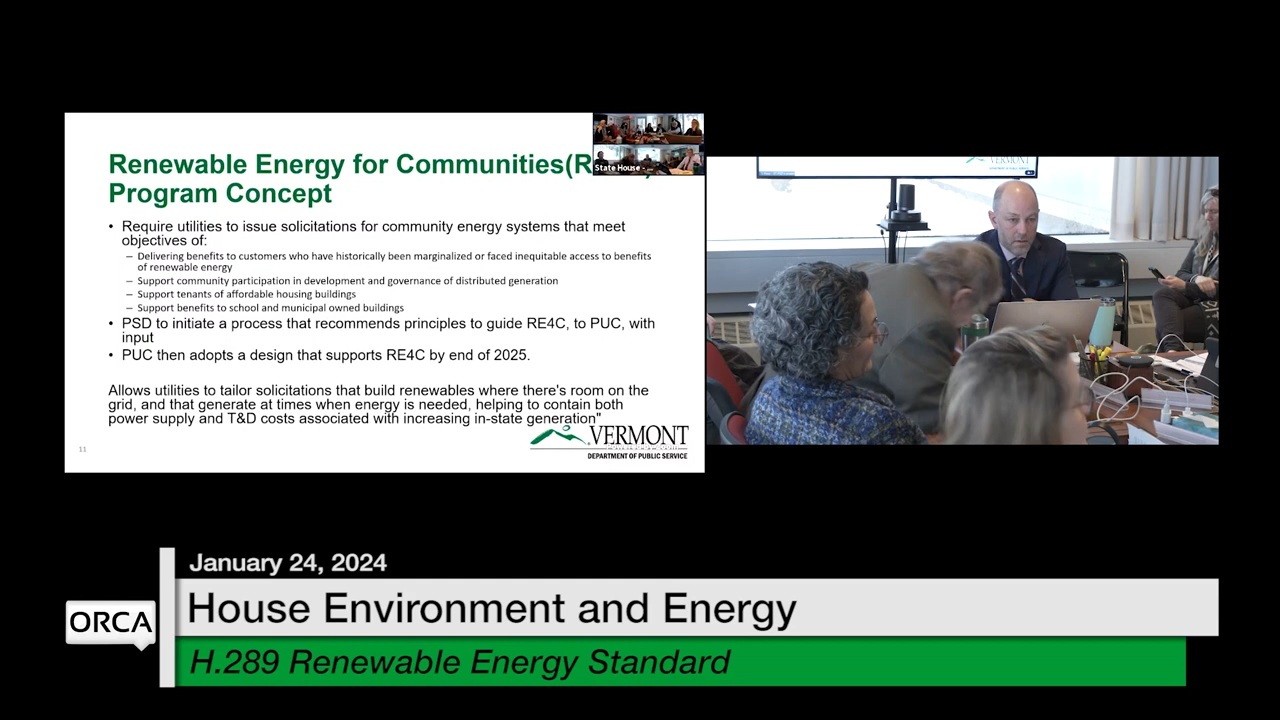 Renewable Energy for Communities(R
Program Concept
State House -
• Require utilities to issue solicitations for community energy systems that meet
objectives of:
– Delivering benefits to customers who have historically been marginalized or faced inequitable access to benefits
of renewable energy
– Support community participation in development and governance of distributed generation
– Support tenants of affordable housing buildings
– Support benefits to school and municipal owned buildings
• PSD to initiate a process that recommends principles to guide RE4C, to PUC, with
input
• PUC then adopts a design that supports RE4C by end of 2025.
Allows utilities to tailor solicitations that build renewables where there's room on the
grid, and that generate at times when energy is needed, helping to contain both
power supply and T&D costs associated with increasing in-state generation"
VERMONT
DEPARTMENT OF PUBLIC SERVICE
11
VERMONT
January 24, 2024
ORCA
House Environment and Energy
H.289 Renewable Energy Standard